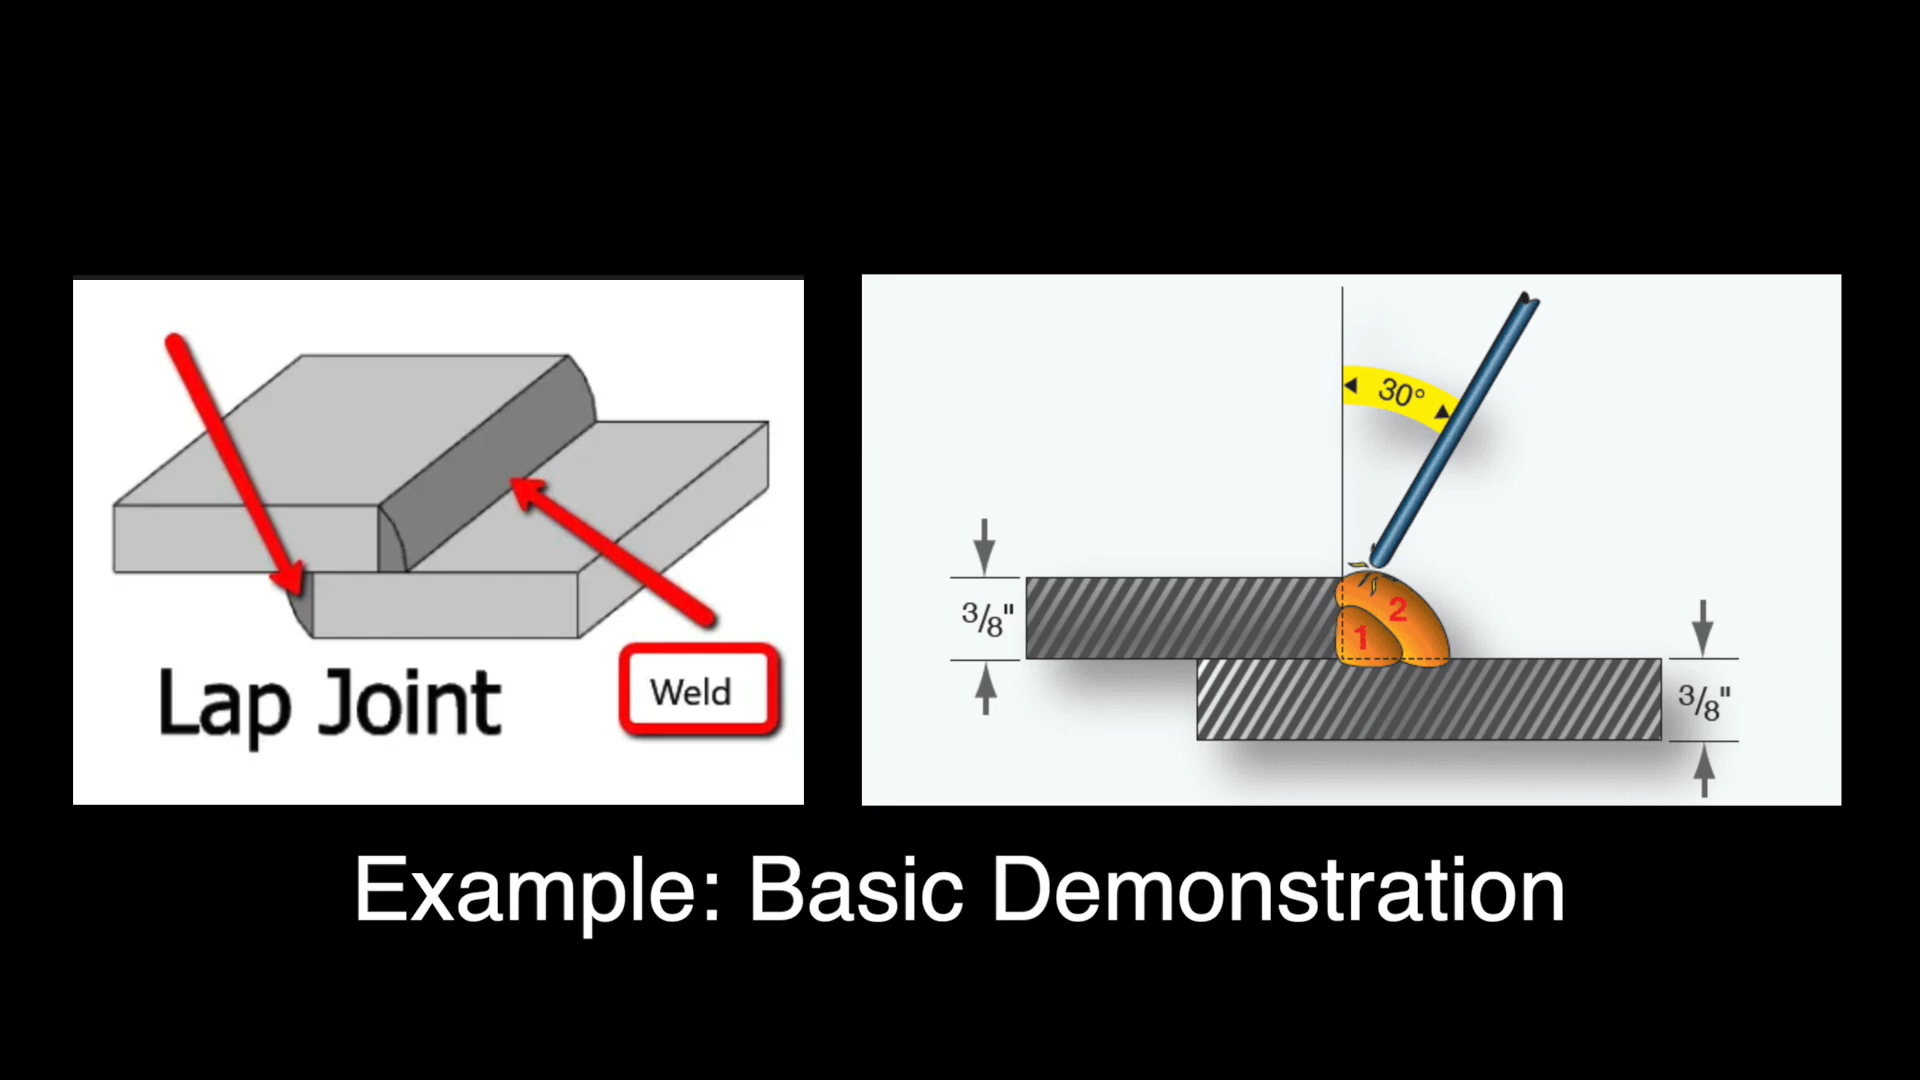 Lap Joint
Weld
30°
3/8"
1
2
3/8"
Example: Basic Demonstration